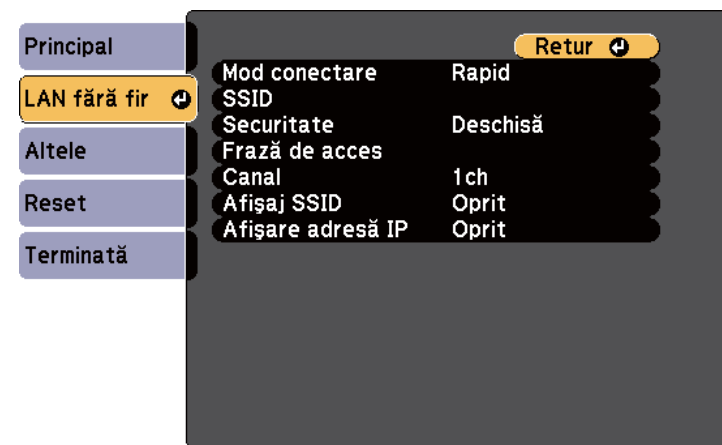 Principal
LAN fără fir
Altele
Reset
Terminată
Retur
Mod conectare Rapid
SSID
Securitate Deschisă
Frază de acces
Canal 1ch
Afişaj SSID Oprit
Afişare adresă IP Oprit